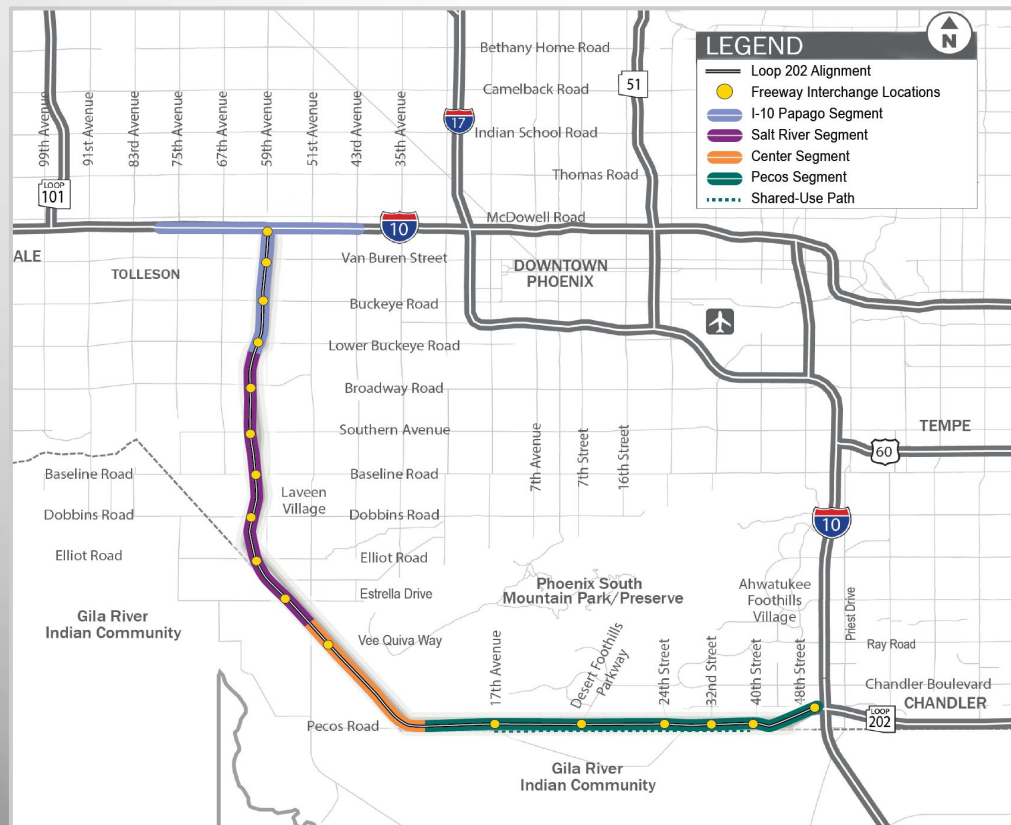 LEGEND
N
Loop 202 Alignment
Freeway Interchange Locations
I-10 Papago Segment
Salt River Segment
Center Segment
Pecos Segment
Shared-Use Path
Bethany Home Road
Camelback Road
51
17
Indian School Road
Thomas Road
99th Avenue
91st Avenue
83rd Avenue
75th Avenue
67th Avenue
59th Avenue
51st Avenue
43rd Avenue
35th Avenue
LOOP
101
McDowell Road
10
ALE
TOLLESON
Van Buren Street
DOWNTOWN
PHOENIX
Buckeye Road
Lower Buckeye Road
Broadway Road
Southern Avenue
TEMPE
60
7th Avenue
7th Street
16th Street
Baseline Road
Baseline Road
Laveen
Village
Dobbins Road
Dobbins Road
10
Elliot Road
Elliot Road
Estrella Drive
Phoenix South
Mountain Park/Preserve
Ahwatukee
Foothills
Village
Priest Drive
Gila River
Indian Community
Vee Quiva Way
Ray Road
17th Avenue
Desert Foothills
Parkway
24th Street
32nd Street
40th Street
48th Street
Chandler Boulevard
CHANDLER
LOOP
202
Pecos Road
Gila River
Indian Community